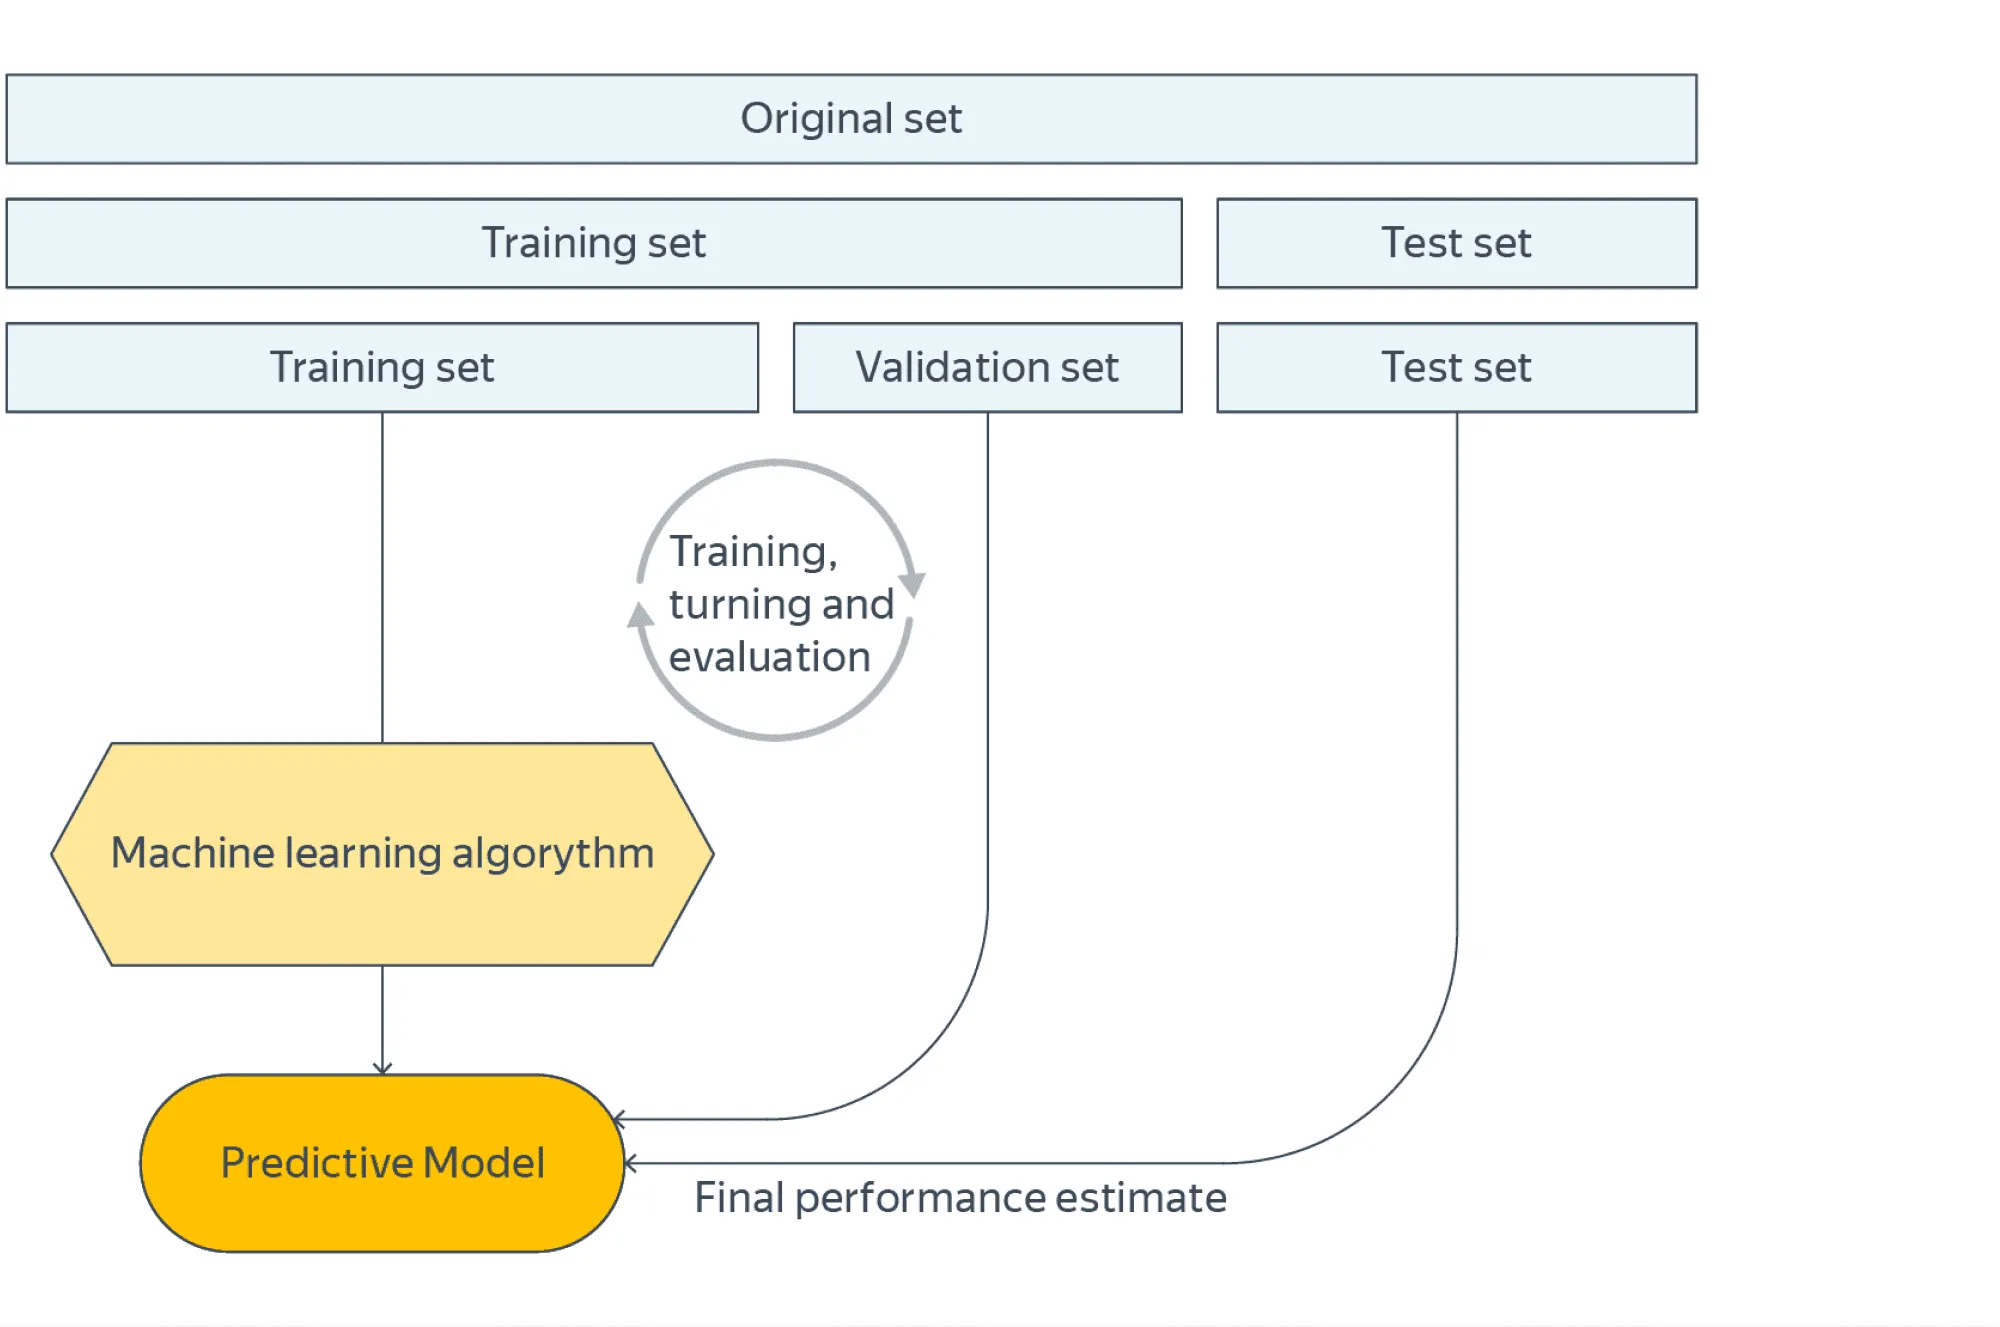 Original set
Training set
Test set
Training set
Validation set
Test set
Training,
turning and
evaluation
Machine learning algorythm
Predictive Model
Final performance estimate